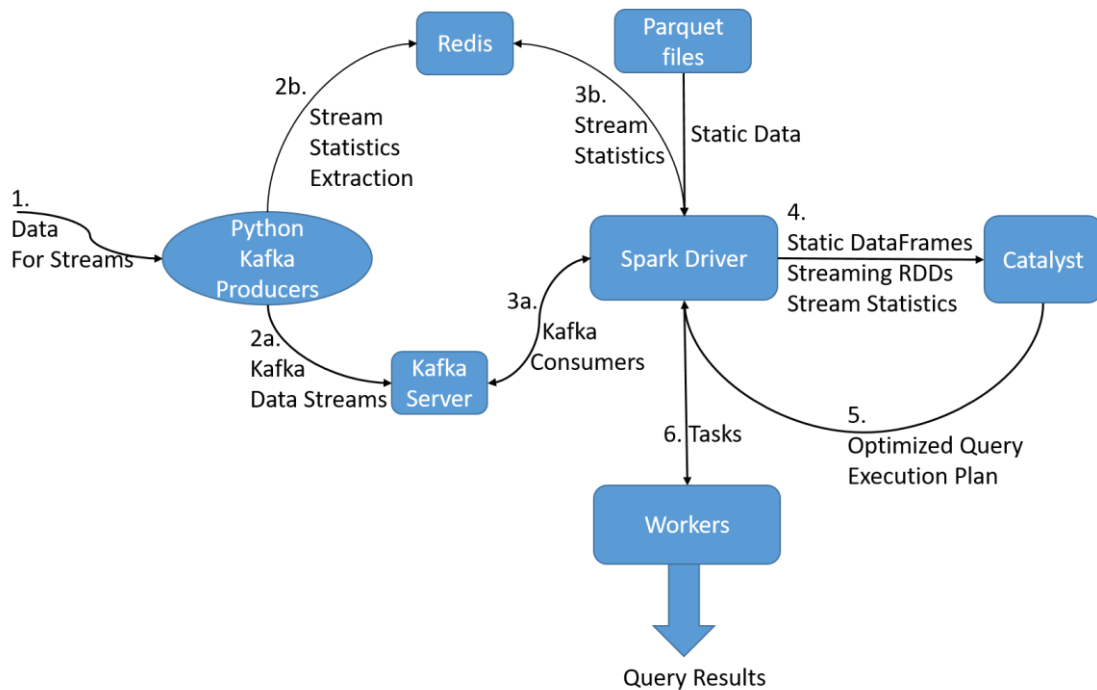 Redis
Parquet
files
2b.
Stream
Statistics
Extraction
3b.
Stream
Statistics
Static Data
1.
Data
For Streams
Python
Kafka
Producers
Spark Driver
4.
Static DataFrames
Streaming RDDs
Stream Statistics
Catalyst
2a.
Kafka
Data Streams
Kafka
Server
3a.
Kafka
Consumers
5.
Optimized Query
Execution Plan
6. Tasks
Workers
Query Results